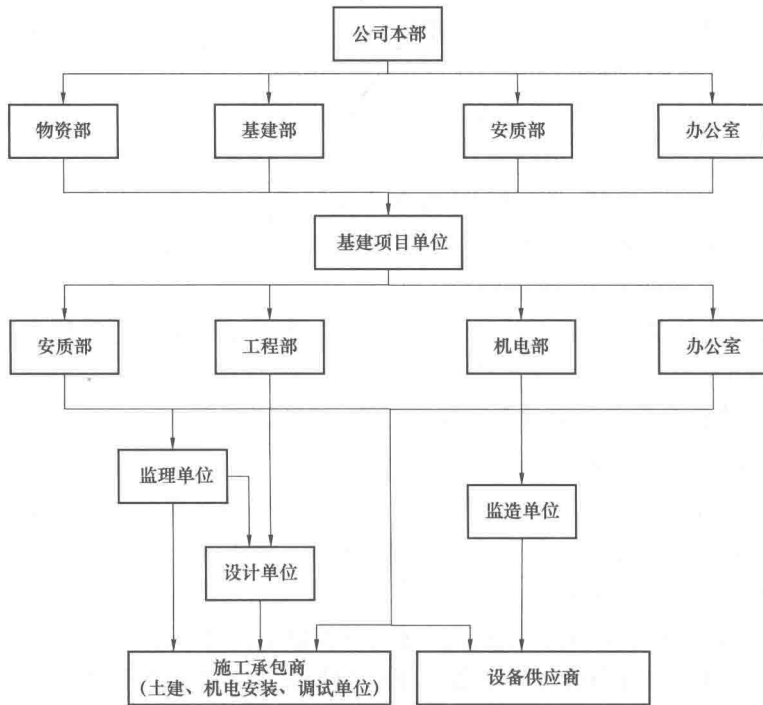 公司本部
物资部
基建部
安质部
办公室
基建项目单位
安质部
工程部
机电部
办公室
监理单位
监造单位
设计单位
施工承包商
(土建、机电安装、调试单位)
设备供应商